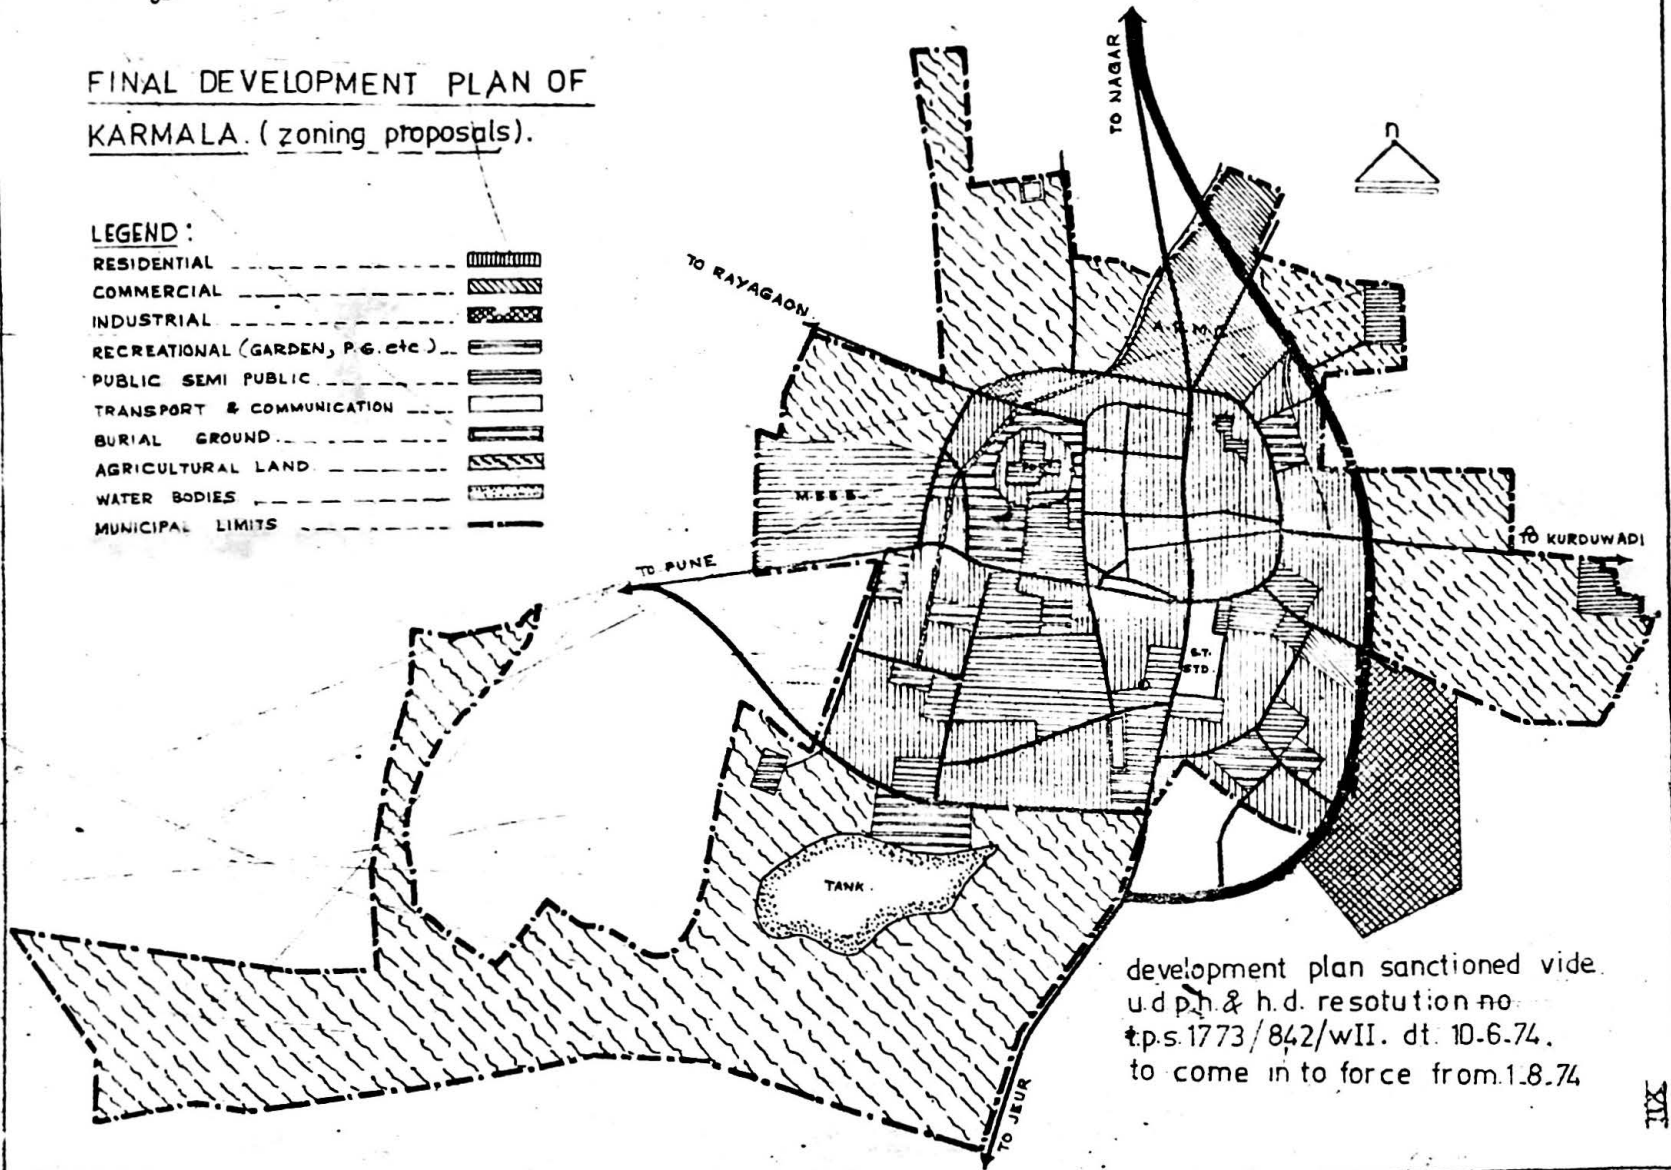 FINAL DEVELOPMENT PLAN OF
KARMALA. (zoning proposals).
LEGEND:
RESIDENTIAL
COMMERCIAL
INDUSTRIAL
RECREATIONAL (GARDEN, P.G. etc.)
PUBLIC SEMI PUBLIC
TRANSPORT & COMMUNICATION
BURIAL GROUND
AGRICULTURAL LAND
WATER BODIES
MUNICIPAL LIMITS
TO NAGAR
n
TO RAYAGAON
A.P.M.C.
M.S.E.B.
TO PUNE
TO KURDUWADI
S.T.
STD.
TANK.
TO JEUR
development plan sanctioned vide
u.d p.h. & h.d. resotution no
t.p.s. 1773/842/wII. dt. 10-6-74.
to come in to force from. 1-8-74
XII